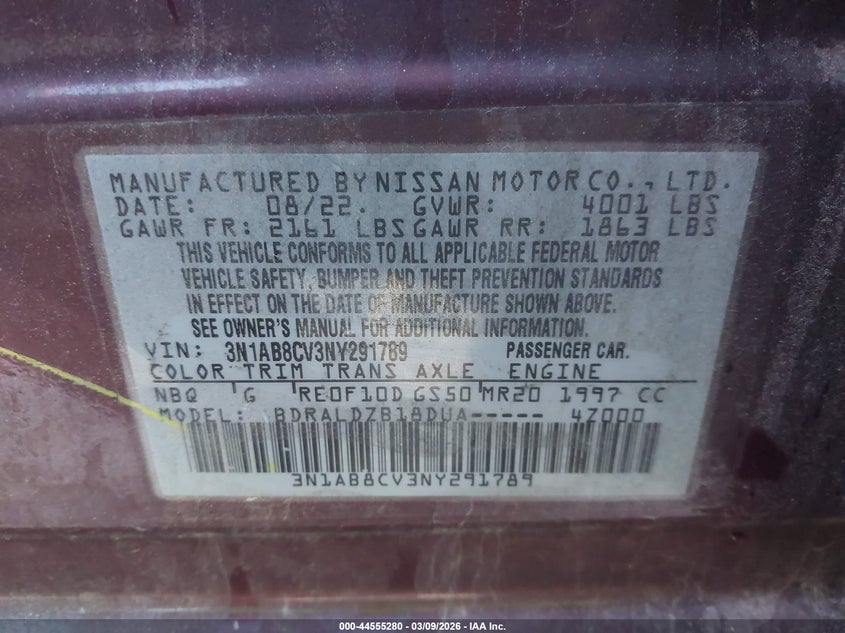 MANUFACTURED BY NISSAN MOTOR CO., LTD.
DATE: 08/22. GVWR: 4001 LBS
GAWR FR: 2161 LBS GAWR RR: 1863 LBS
THIS VEHICLE CONFORMS TO ALL APPLICABLE FEDERAL MOTOR
VEHICLE SAFETY, BUMPER AND THEFT PREVENTION STANDARDS
IN EFFECT ON THE DATE OF MANUFACTURE SHOWN ABOVE.
SEE OWNER'S MANUAL FOR ADDITIONAL INFORMATION.
VIN: 3N1AB8CV3NY291789 PASSENGER CAR.
COLOR TRIM TRANS AXLE ENGINE
NBQ G RE0F10D GS50 MR20 1997 CC
MODEL: BDRALDZB18DUA----- 4Z000
3N1AB8CV3NY291789
000-44555280 - 03/09/2026 - IAA Inc.